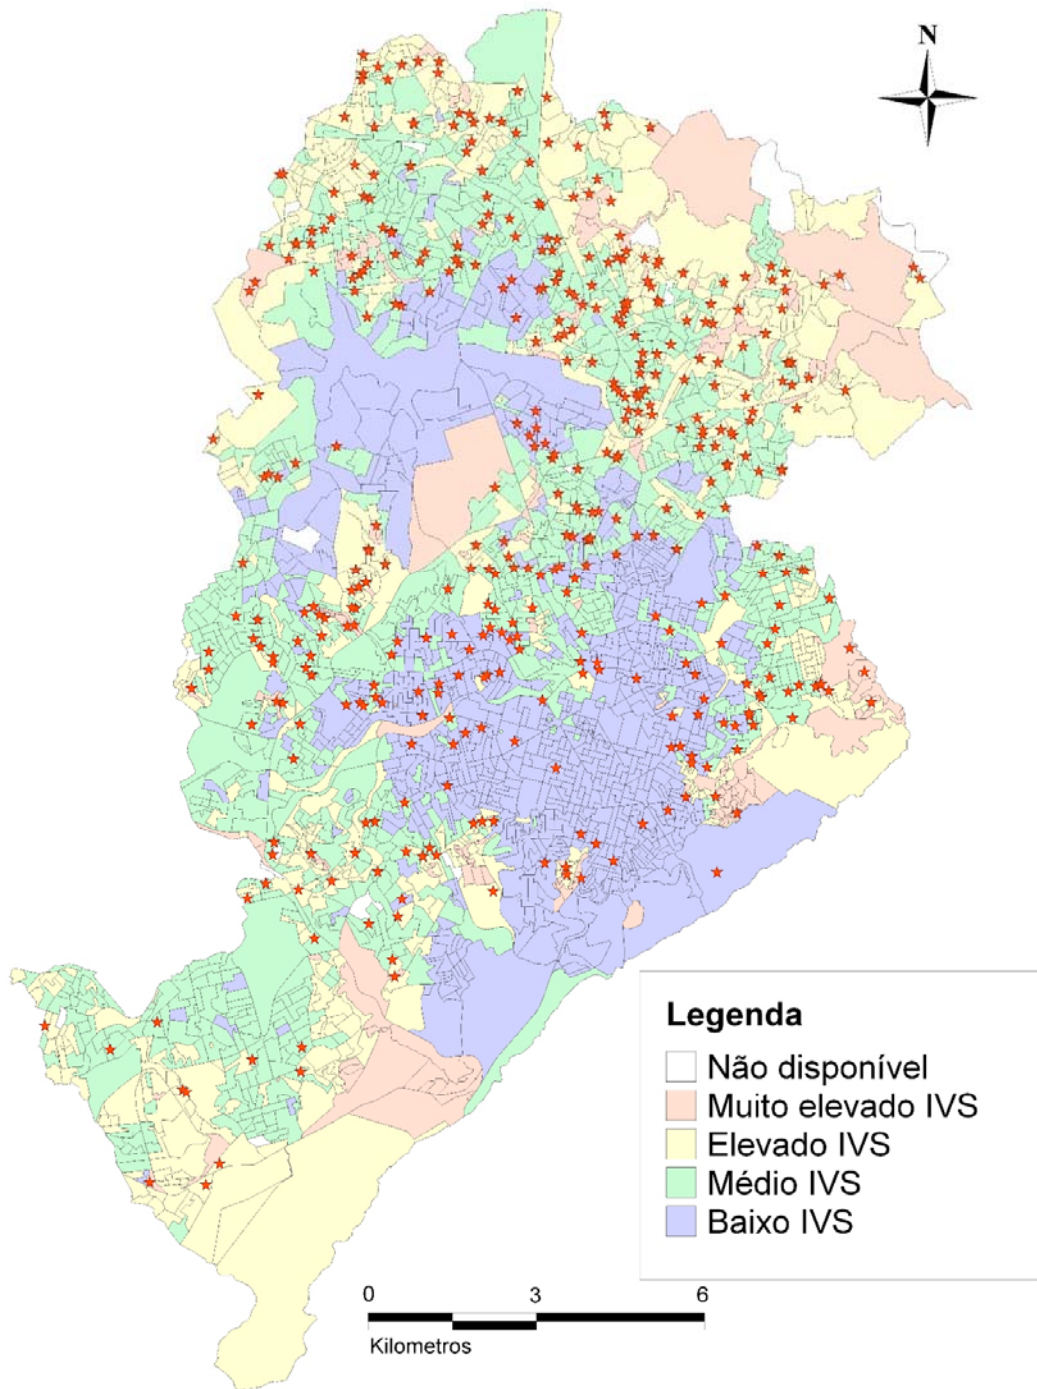 N
Legenda
Não disponível
Muito elevado IVS
Elevado IVS
Médio IVS
Baixo IVS
0 3 6
Kilometros